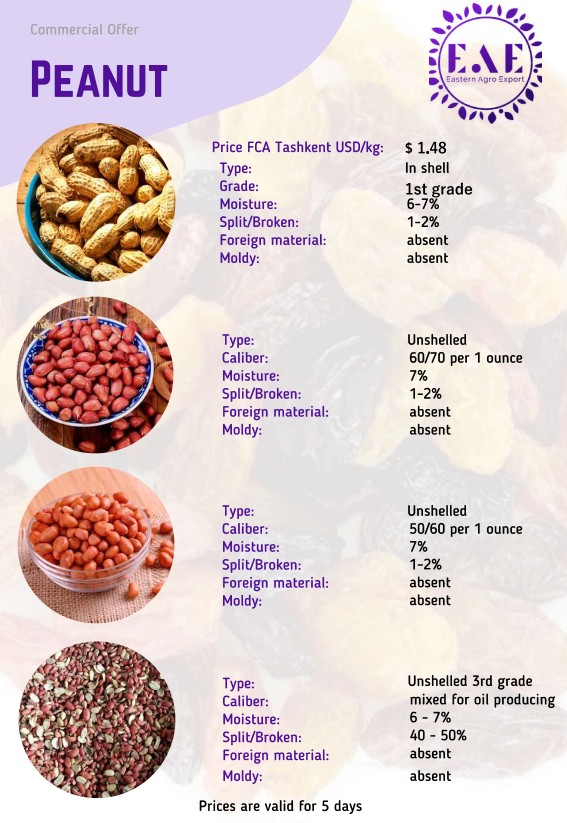 Commercial Offer
PEANUT
EAE
Eastern Agro Export
Price FCA Tashkent USD/kg: $ 1.48
Type: In shell
Grade: 1st grade
Moisture: 6-7%
Split/Broken: 1-2%
Foreign material: absent
Moldy: absent
Type: Unshelled
Caliber: 60/70 per 1 ounce
Moisture: 7%
Split/Broken: 1-2%
Foreign material: absent
Moldy: absent
Type: Unshelled
Caliber: 50/60 per 1 ounce
Moisture: 7%
Split/Broken: 1-2%
Foreign material: absent
Moldy: absent
Type: Unshelled 3rd grade
Caliber: mixed for oil producing
Moisture: 6 - 7%
Split/Broken: 40 - 50%
Foreign material: absent
Moldy: absent
Prices are valid for 5 days